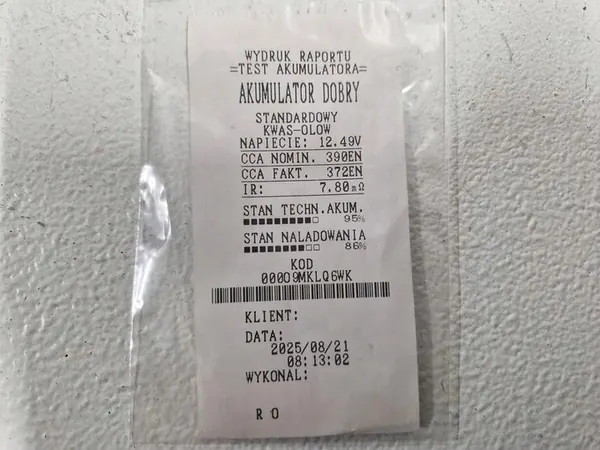 WYDRUK RAPORTU
=TEST AKUMULATORA=
AKUMULATOR DOBRY
STANDARDOWY
KWAS-OLOW
NAPIECIE: 12.49V
CCA NOMIN. 390EN
CCA FAKT. 372EN
IR: 7.80mΩ
STAN TECHN.AKUM.
95%
STAN NALADOWANIA
86%
KOD
00009MKLQ6WK
KLIENT:
DATA:
2025/08/21
08:13:02
WYKONAL:
R O